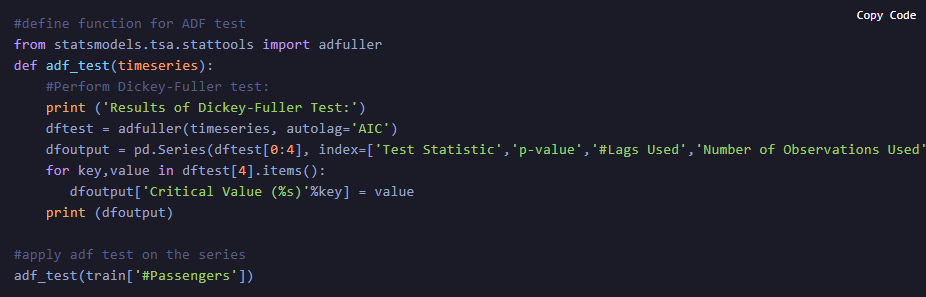 Copy Code
#define function for ADF test
from statsmodels.tsa.stattools import adfuller
def adf_test(timeseries):
    #Perform Dickey-Fuller test:
    print ('Results of Dickey-Fuller Test:')
    dftest = adfuller(timeseries, autolag='AIC')
    dfoutput = pd.Series(dftest[0:4], index=['Test Statistic','p-value','#Lags Used','Number of Observations Used'
    for key,value in dftest[4].items():
       dfoutput['Critical Value (%s)'%key] = value
    print (dfoutput)
#apply adf test on the series
adf_test(train['#Passengers'])